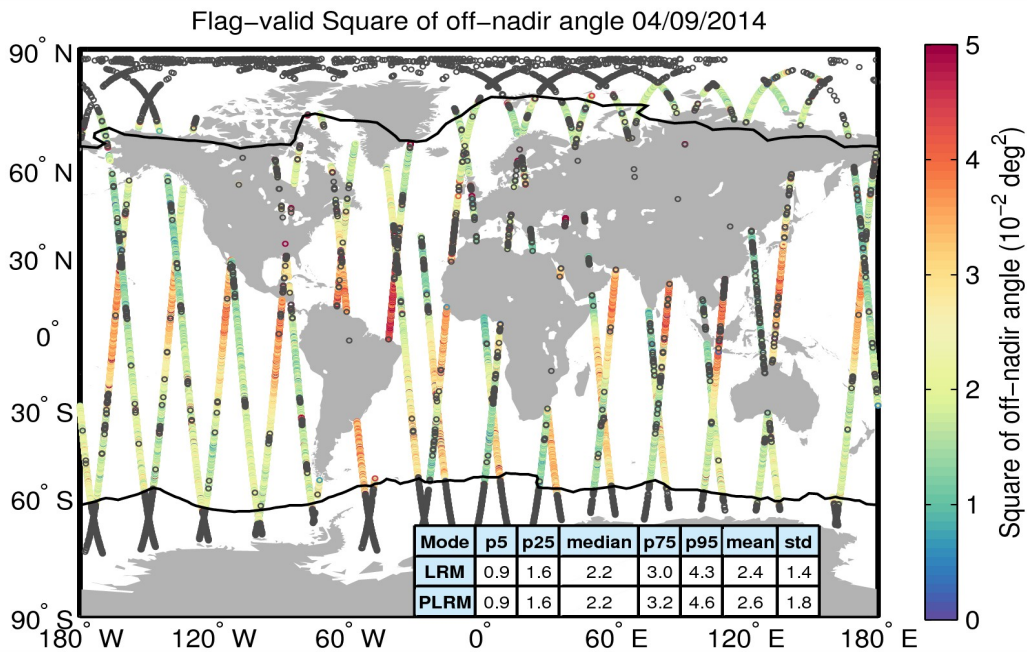 Flag−valid Square of off−nadir angle 04/09/2014
90° N
60° N
30° N
0°
30° S
60° S
90° S
180° W
120° W
60° W
0°
60° E
120° E
180° E
Mode p5 p25 median p75 p95 mean std
LRM 0.9 1.6 2.2 3.0 4.3 2.4 1.4
PLRM 0.9 1.6 2.2 3.2 4.6 2.6 1.8
5
4
3
2
1
0
Square of off−nadir angle (10⁻² deg²)